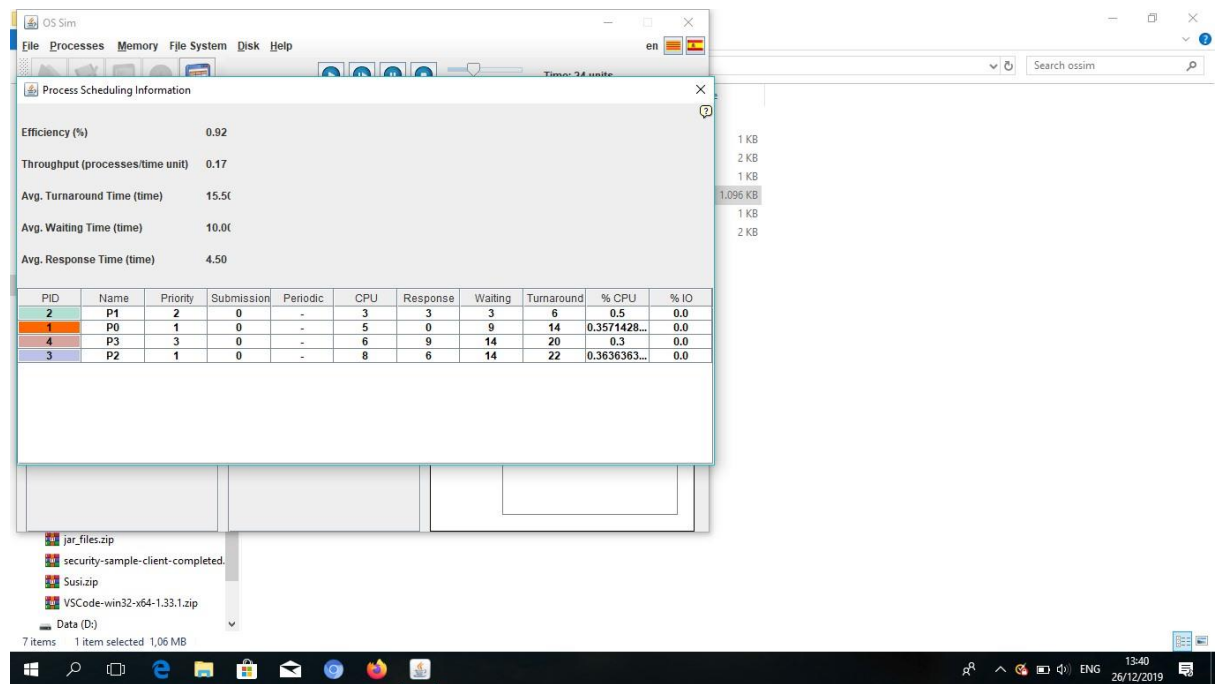 OS Sim
File Processes Memory File System Disk Help en
Time: 24 units
Search ossim
Process Scheduling Information
Efficiency (%) 0.92
Throughput (processes/time unit) 0.17
Avg. Turnaround Time (time) 15.50
Avg. Waiting Time (time) 10.00
Avg. Response Time (time) 4.50
PID Name Priority Submission Periodic CPU Response Waiting Turnaround % CPU % IO
2 P1 2 0 - 3 3 3 6 0.5 0.0
1 P0 1 0 - 5 0 9 14 0.3571428... 0.0
4 P3 3 0 - 6 9 14 20 0.3 0.0
3 P2 1 0 - 8 6 14 22 0.3636363... 0.0
1 KB
2 KB
1 KB
1.096 KB
1 KB
2 KB
jar_files.zip
security-sample-client-completed.
Susi.zip
VSCode-win32-x64-1.33.1.zip
Data (D:)
7 items 1 item selected 1,06 MB
ENG
13:40
26/12/2019